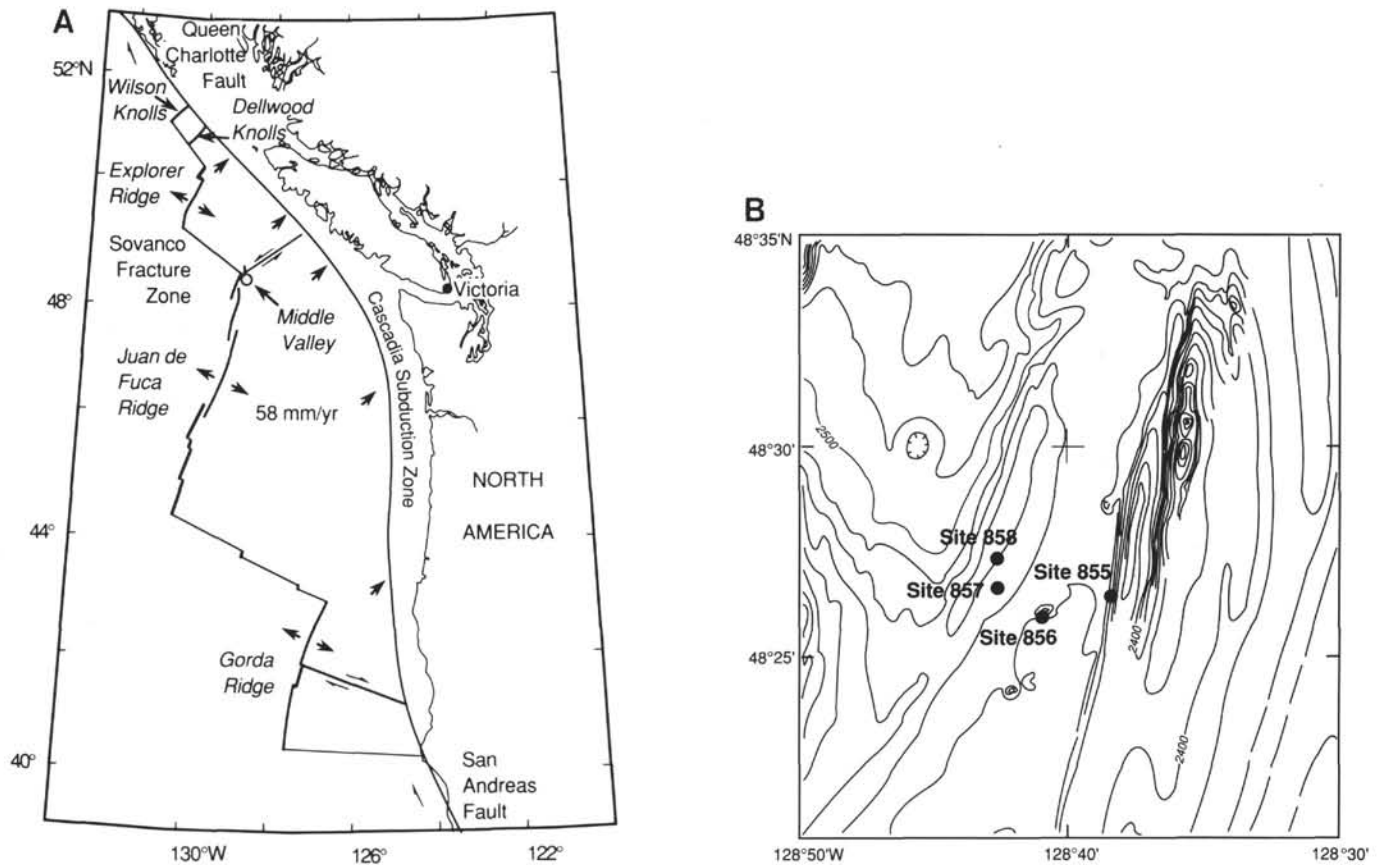 A
Queen
Charlotte
Fault
52°N
Wilson
Knolls
Dellwood
Knolls
Explorer
Ridge
Sovanco
Fracture
Zone
48°
Victoria
Middle
Valley
Cascadia Subduction Zone
Juan de
Fuca
Ridge
58 mm/yr
NORTH
AMERICA
44°
Gorda
Ridge
40°
San
Andreas
Fault
130°W
126°
122°
B
48°35'N
2500
48°30'
Site 858
Site 857
Site 855
Site 856
48°25'
2400
2400
128°50'W
128°40'
128°30'